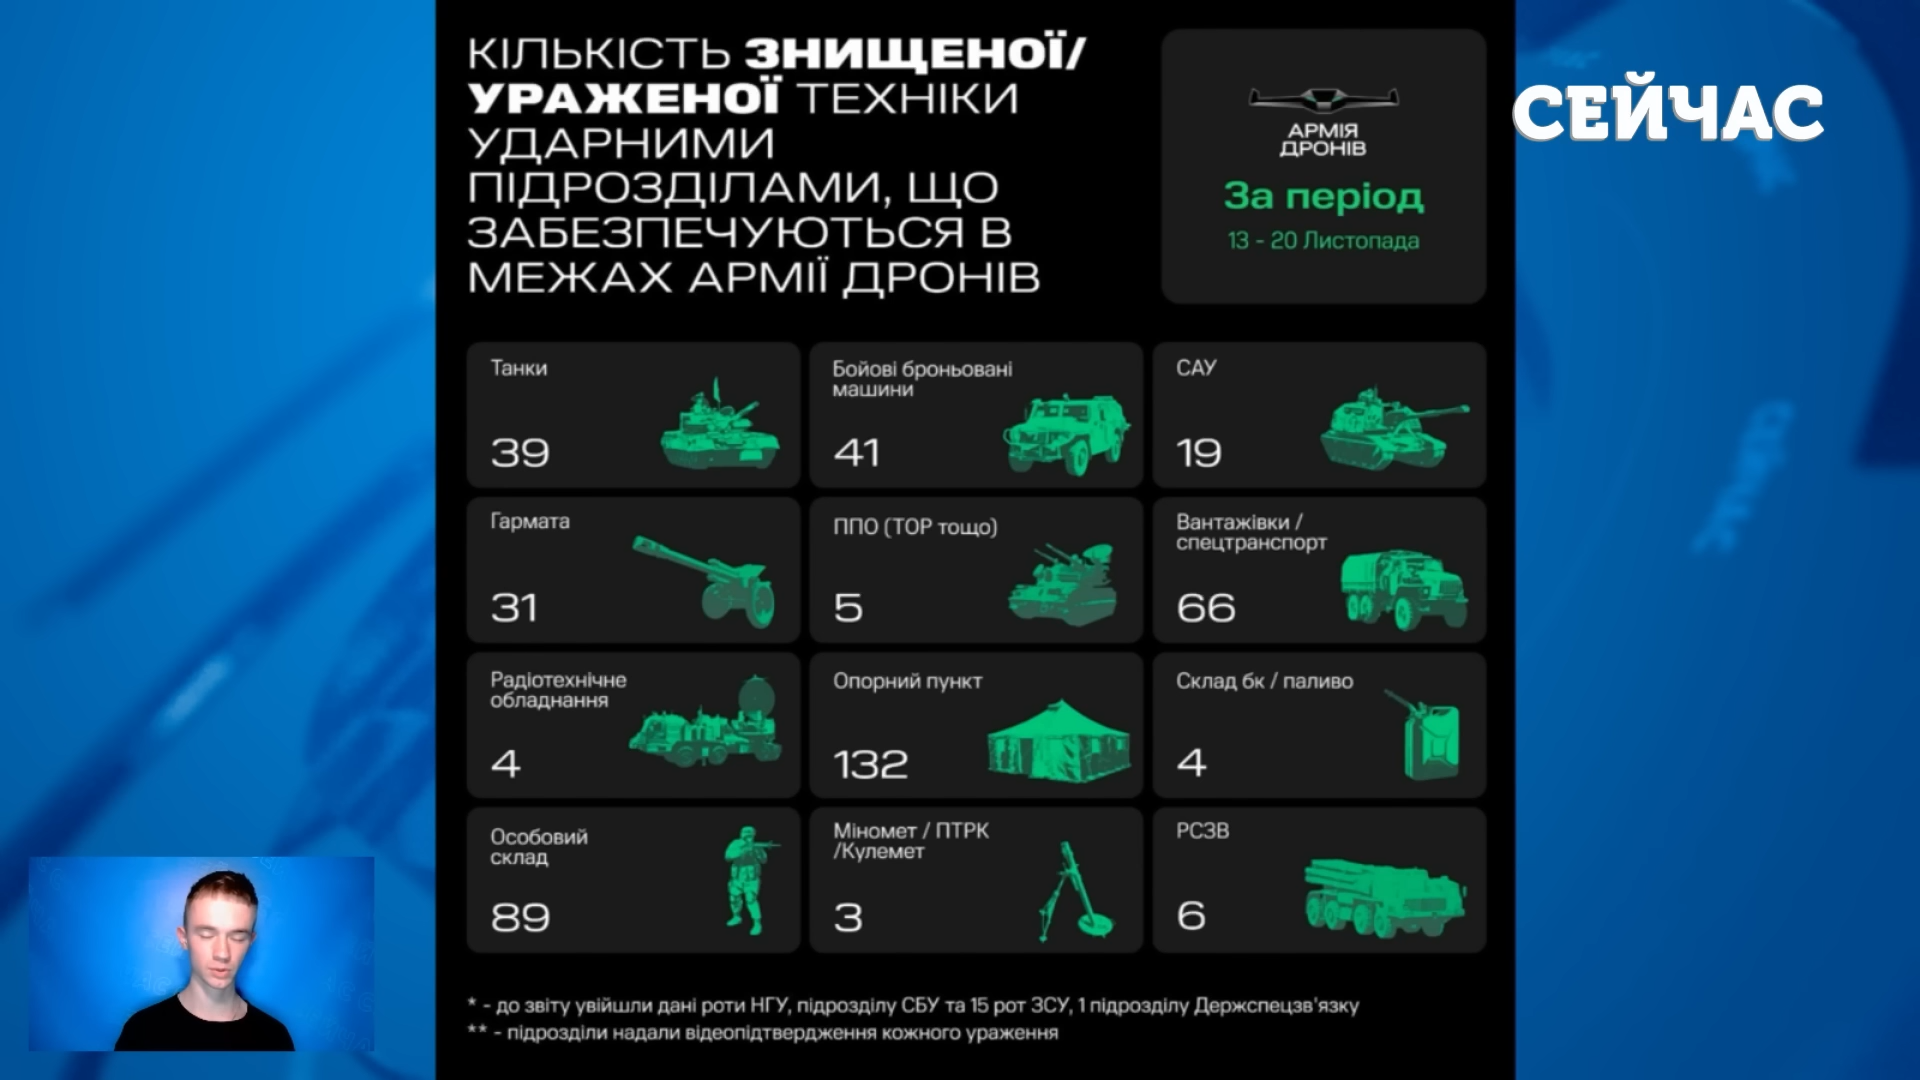 КІЛЬКІСТЬ ЗНИЩЕНОЇ/
УРАЖЕНОЇ ТЕХНІКИ
УДАРНИМИ
ПІДРОЗДІЛАМИ, ЩО
ЗАБЕЗПЕЧУЮТЬСЯ В
МЕЖАХ АРМІЇ ДРОНІВ
АРМІЯ
ДРОНІВ
За період
13 - 20 Листопада
СЕЙЧАС
Танки
39
Бойові броньовані
машини
41
САУ
19
Гармата
31
ППО (ТОР тощо)
5
Вантажівки /
спецтранспорт
66
Радіотехнічне
обладнання
4
Опорний пункт
132
Склад бк / паливо
4
Особовий
склад
89
Міномет / ПТРК
/Кулемет
3
РСЗВ
6
* - до звіту увійшли дані роти НГУ, підрозділу СБУ та 15 рот ЗСУ, 1 підрозділу Держспецзв'язку
** - підрозділи надали відеопідтвердження кожного ураження